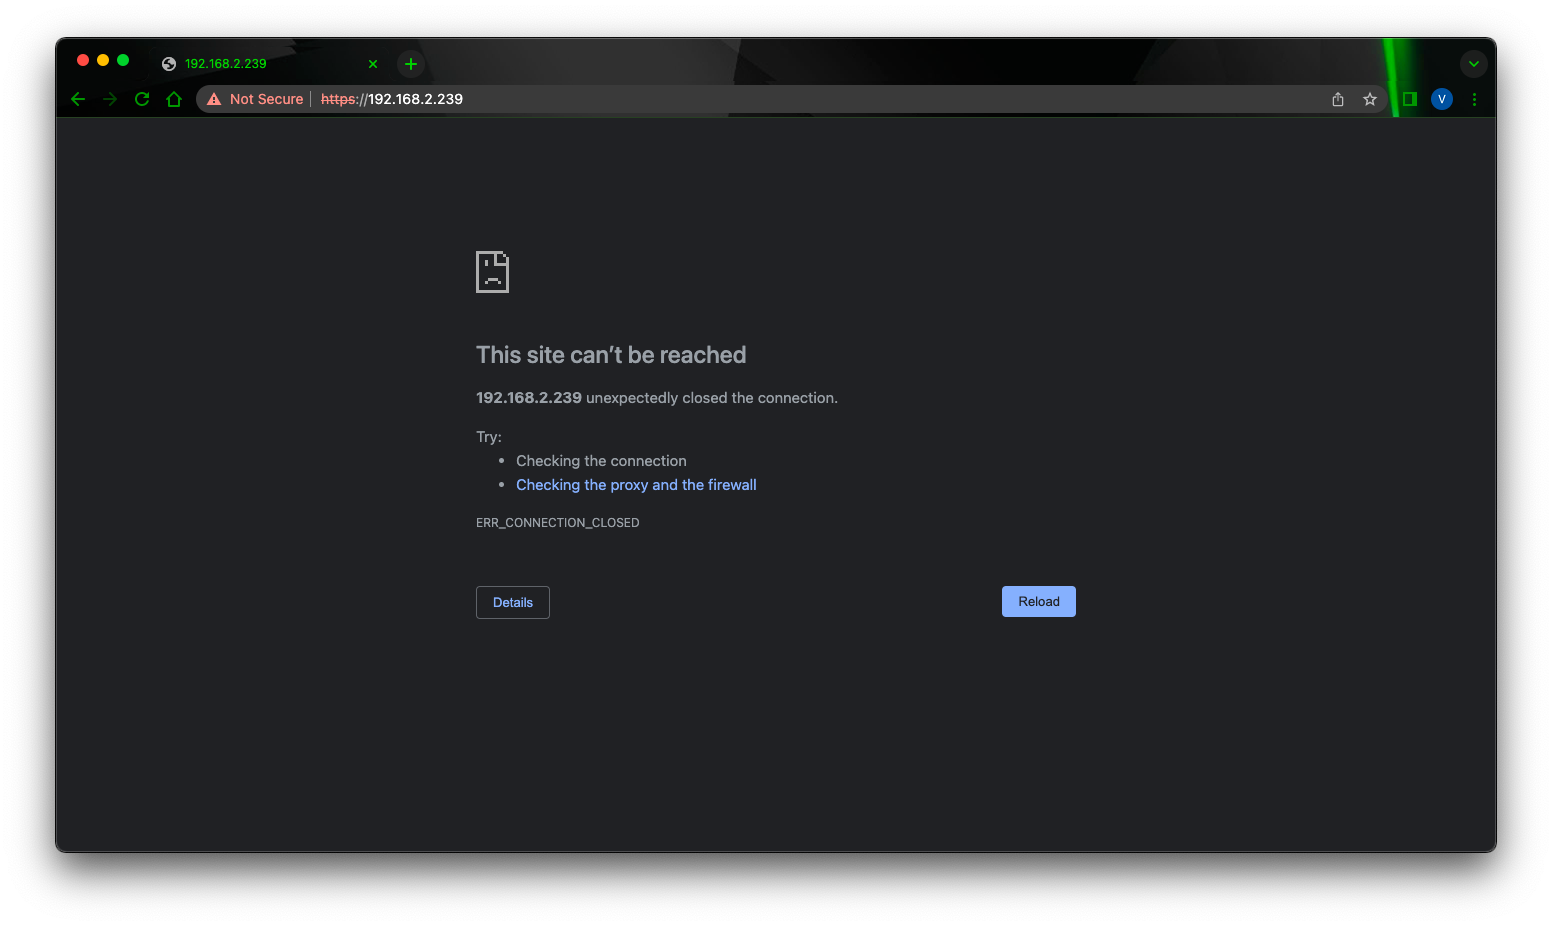 192.168.2.239
Not Secure https://192.168.2.239
V
This site can’t be reached
192.168.2.239 unexpectedly closed the connection.
Try:
• Checking the connection
• Checking the proxy and the firewall
ERR_CONNECTION_CLOSED
Details
Reload